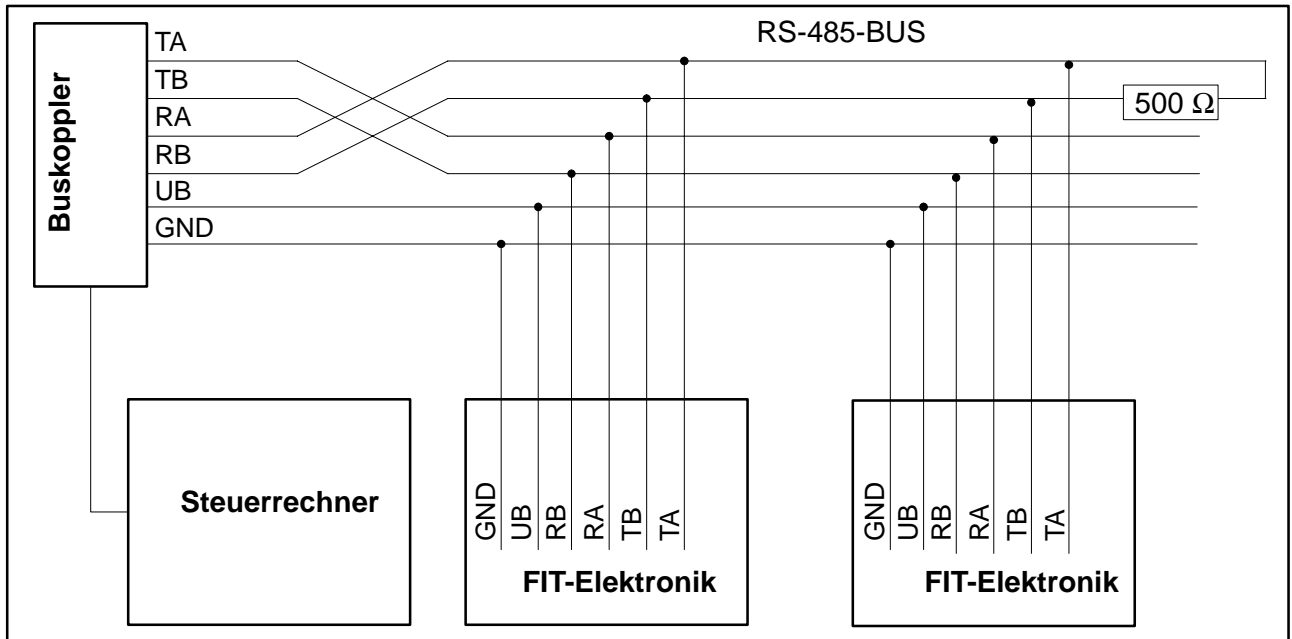 RS-485-BUS
Buskoppler
TA
TB
RA
RB
UB
GND
500 Ω
Steuerrechner
GND
UB
RB
RA
TB
TA
FIT-Elektronik
GND
UB
RB
RA
TB
TA
FIT-Elektronik